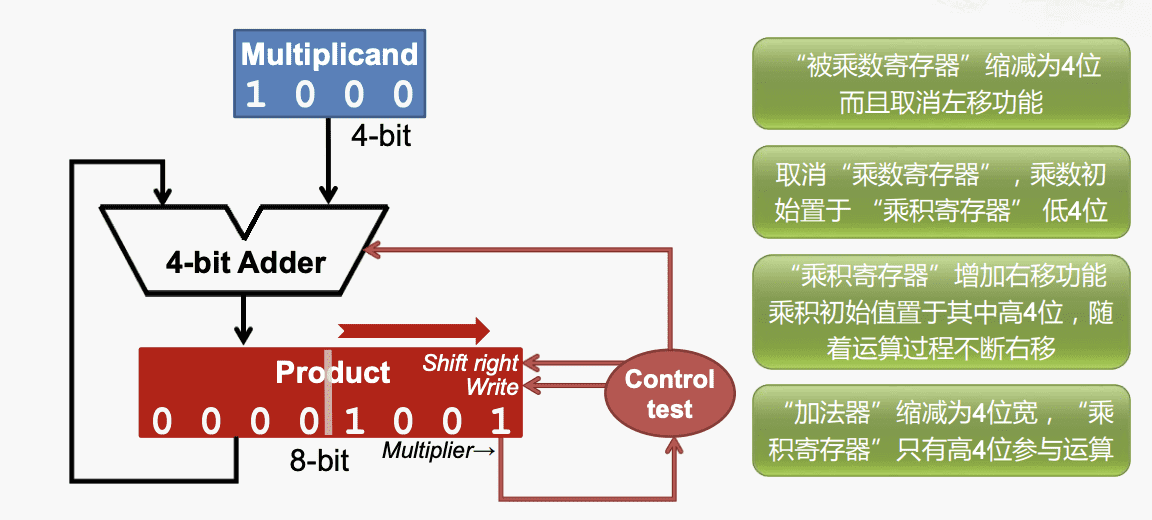 Multiplicand
1 0 0 0
4-bit
4-bit Adder
Shift right
Product
Write
0 0 0 0 1 0 0 1
8-bit
Multiplier→
Control
test
“被乘数寄存器”缩减为4位
而且取消左移功能
取消“乘数寄存器”，乘数初
始置于 “乘积寄存器” 低4位
“乘积寄存器”增加右移功能
乘积初始值置于其中高4位，随
着运算过程不断右移
“加法器”缩减为4位宽，“乘
积寄存器”只有高4位参与运算